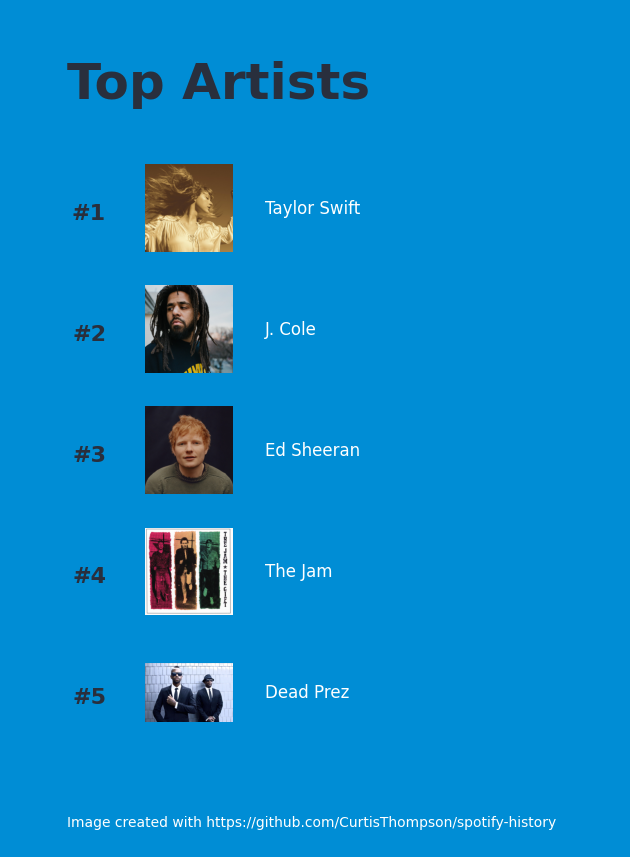 Top Artists
#1
Taylor Swift
#2
J. Cole
#3
Ed Sheeran
#4
THE JAM • THE GIFT
The Jam
#5
Dead Prez
Image created with https://github.com/CurtisThompson/spotify-history